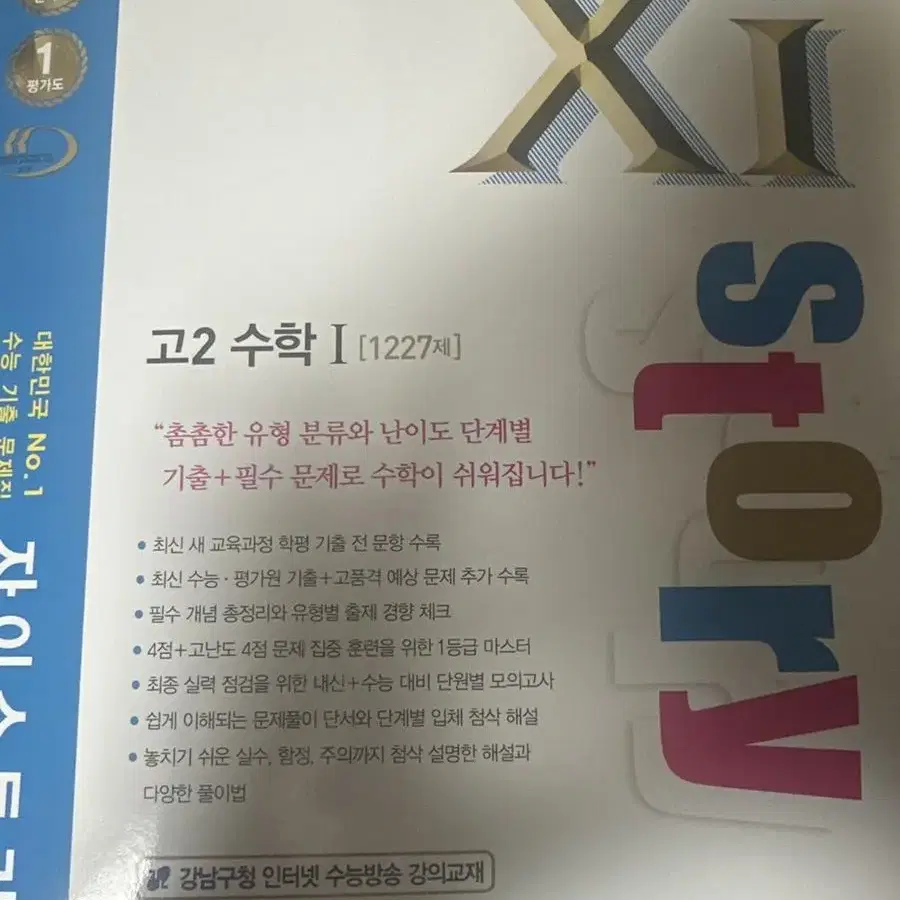 1
평가도
XI
story
대한민국 No.1
수능 기출 문제집
자이스토리
고2 수학 I [1227제]
“촘촘한 유형 분류와 난이도 단계별
기출+필수 문제로 수학이 쉬워집니다!”
• 최신 새 교육과정 학평 기출 전 문항 수록
• 최신 수능·평가원 기출+고품격 예상 문제 추가 수록
• 필수 개념 총정리와 유형별 출제 경향 체크
• 4점+고난도 4점 문제 집중 훈련을 위한 1등급 마스터
• 최종 실력 점검을 위한 내신+수능 대비 단원별 모의고사
• 쉽게 이해되는 문제풀이 단서와 단계별 입체 첨삭 해설
• 놓치기 쉬운 실수, 함정, 주의까지 첨삭 설명한 해설과
다양한 풀이법
강남구청 인터넷 수능방송 강의교재